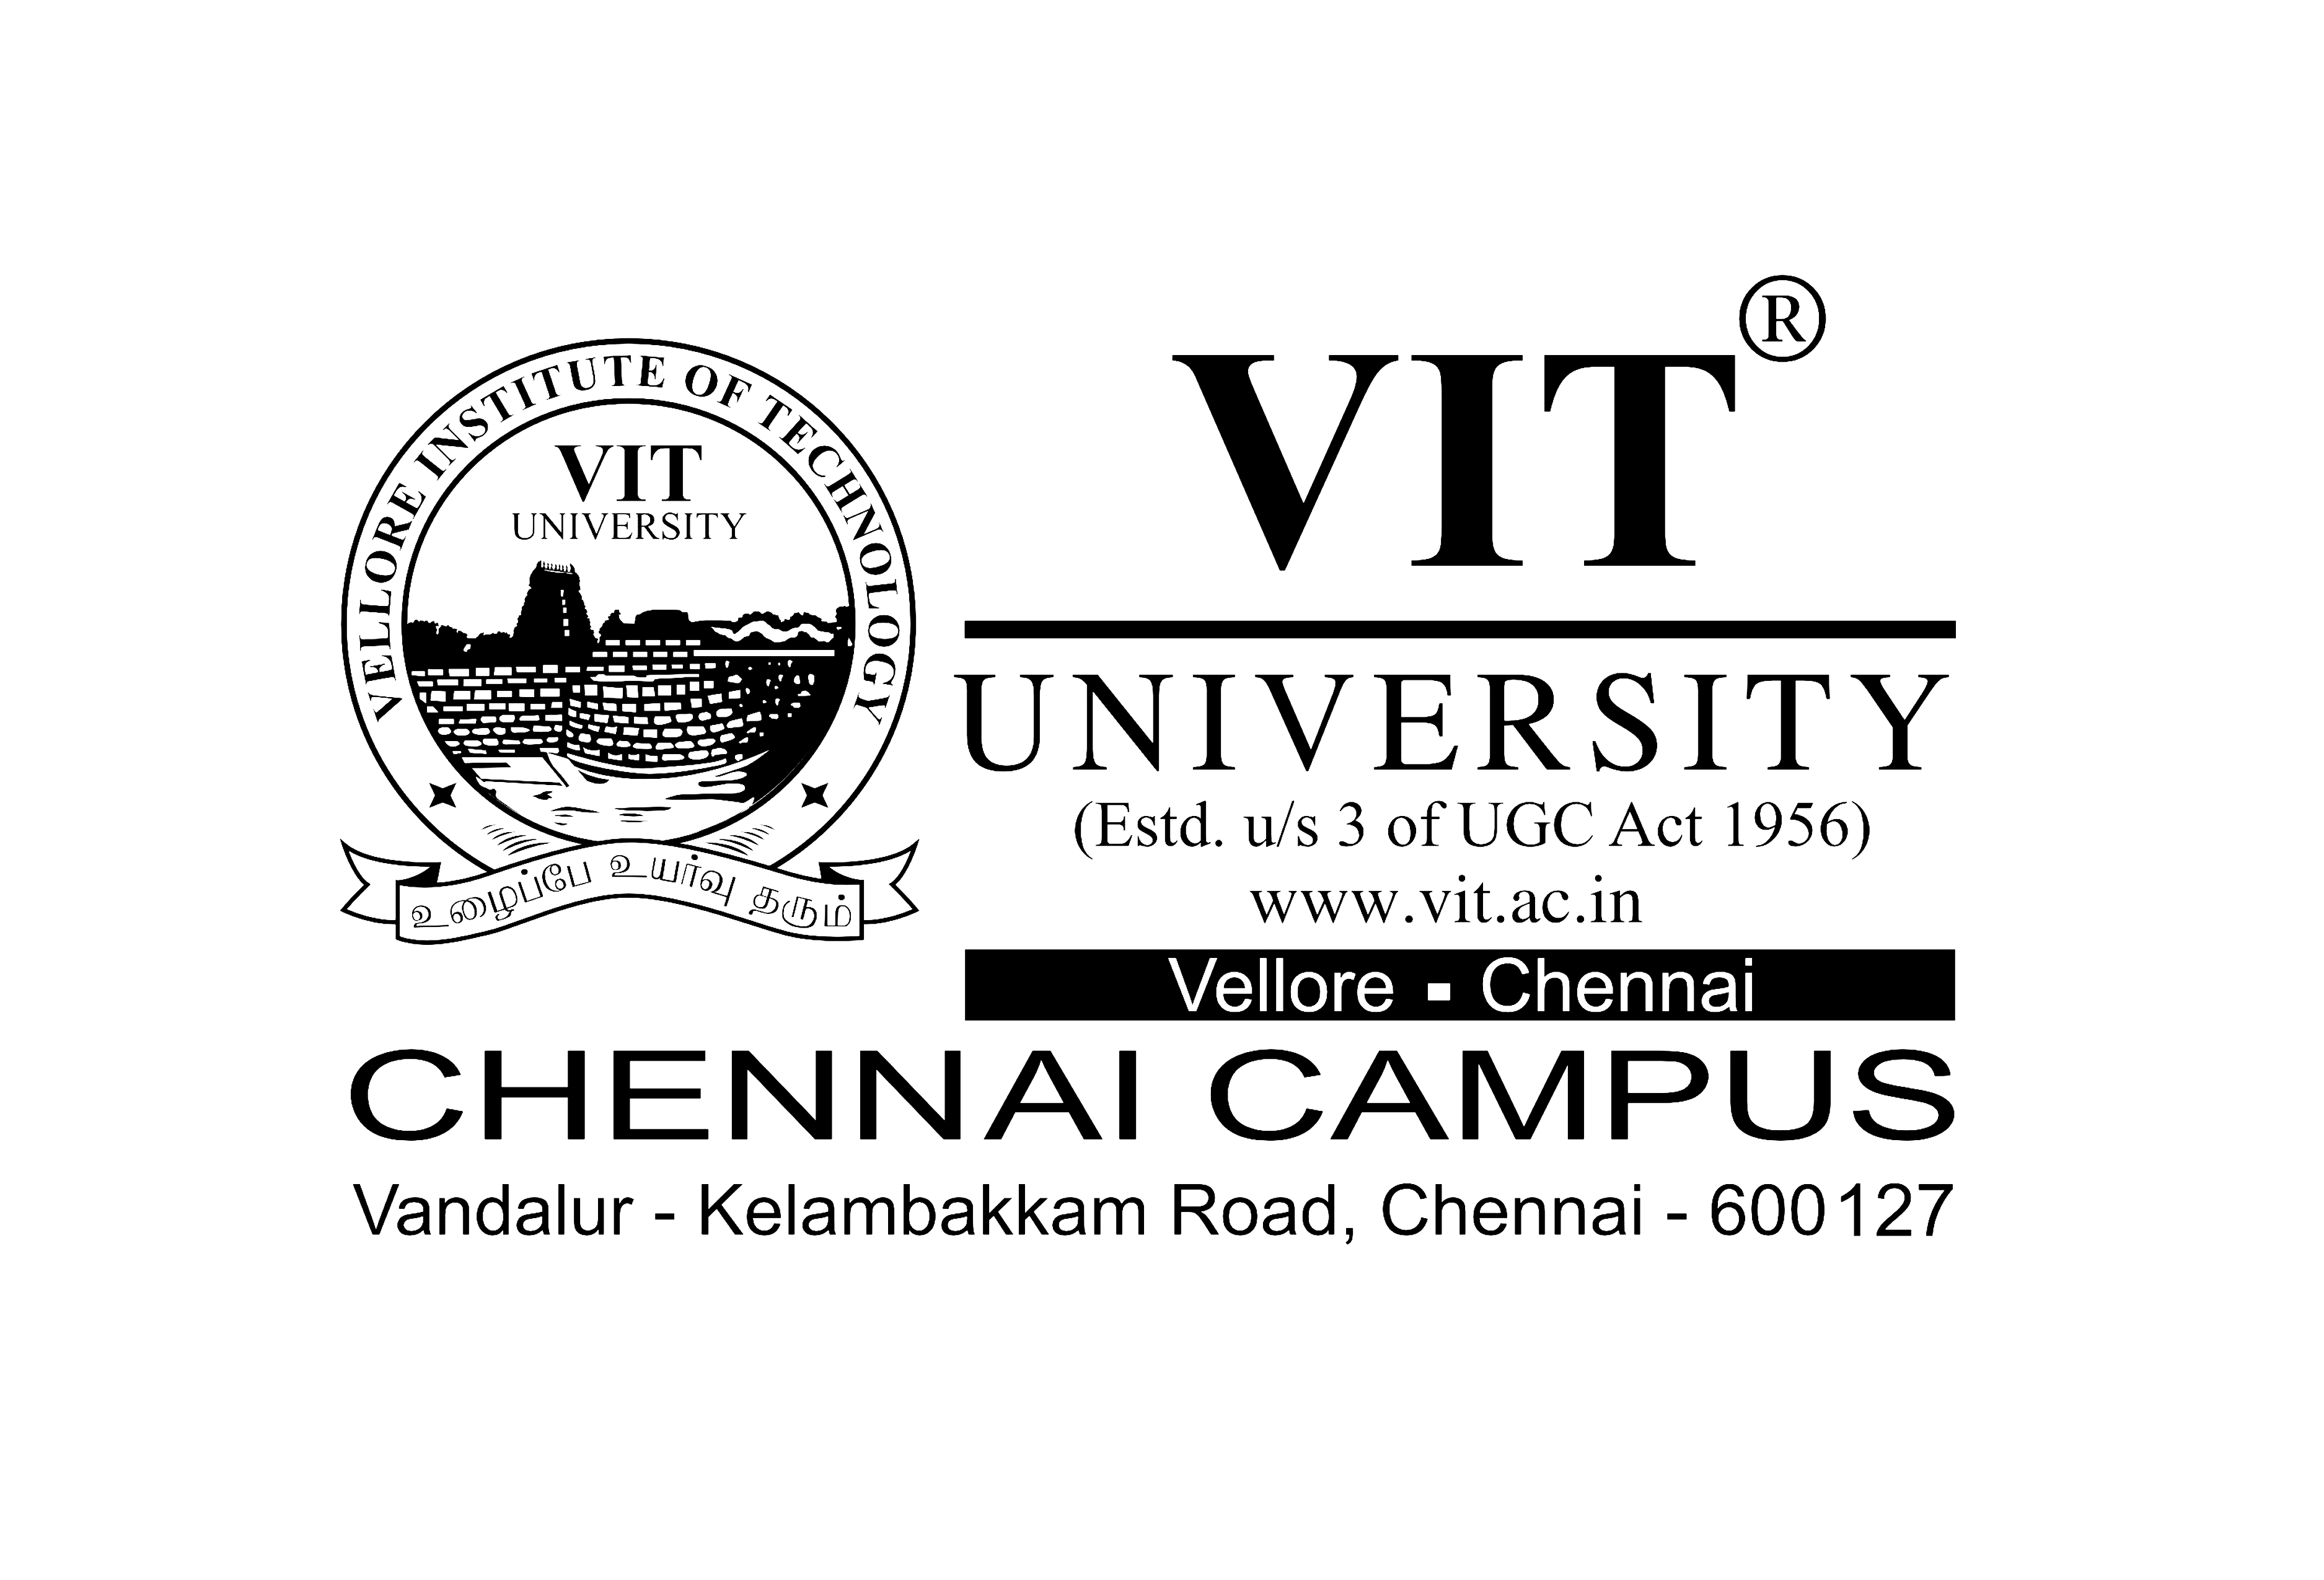 VELLORE INSTITUTE OF TECHNOLOGY
VIT
UNIVERSITY
உழைப்பே உயர்வு தரும்
VIT®
UNIVERSITY
(Estd. u/s 3 of UGC Act 1956)
www.vit.ac.in
Vellore ▪ Chennai
CHENNAI CAMPUS
Vandalur - Kelambakkam Road, Chennai - 600127